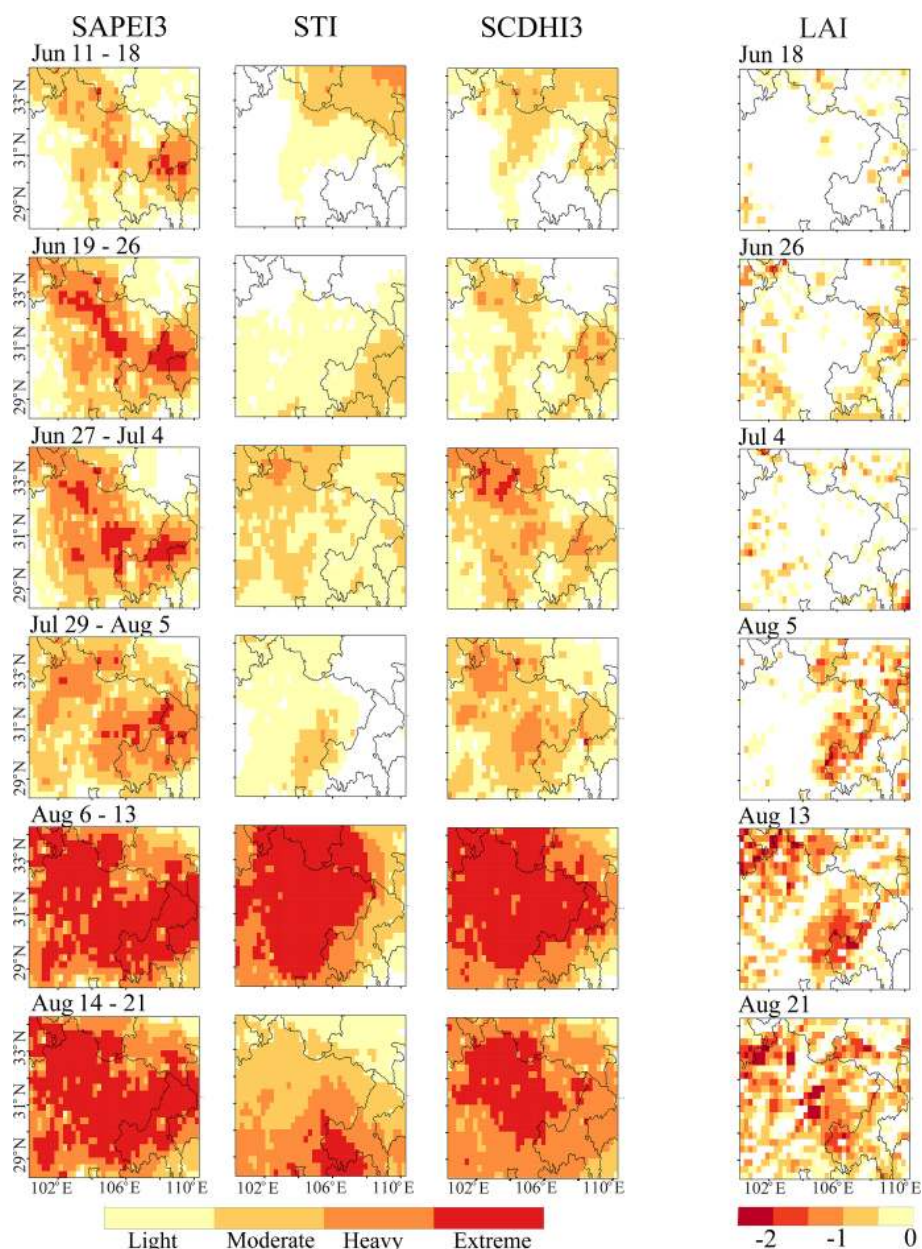 SAPEI3 STI SCDHI3 LAI
Jun 11 - 18 Jun 18
33°N
31°N
29°N
Jun 19 - 26 Jun 26
33°N
31°N
29°N
Jun 27 - Jul 4 Jul 4
33°N
31°N
29°N
Jul 29 - Aug 5 Aug 5
33°N
31°N
29°N
Aug 6 - 13 Aug 13
33°N
31°N
29°N
Aug 14 - 21 Aug 21
33°N
31°N
29°N
102°E 106°E 110°E 102°E 106°E 110°E 102°E 106°E 110°E 102°E 106°E 110°E
Light Moderate Heavy Extreme -2 -1 0